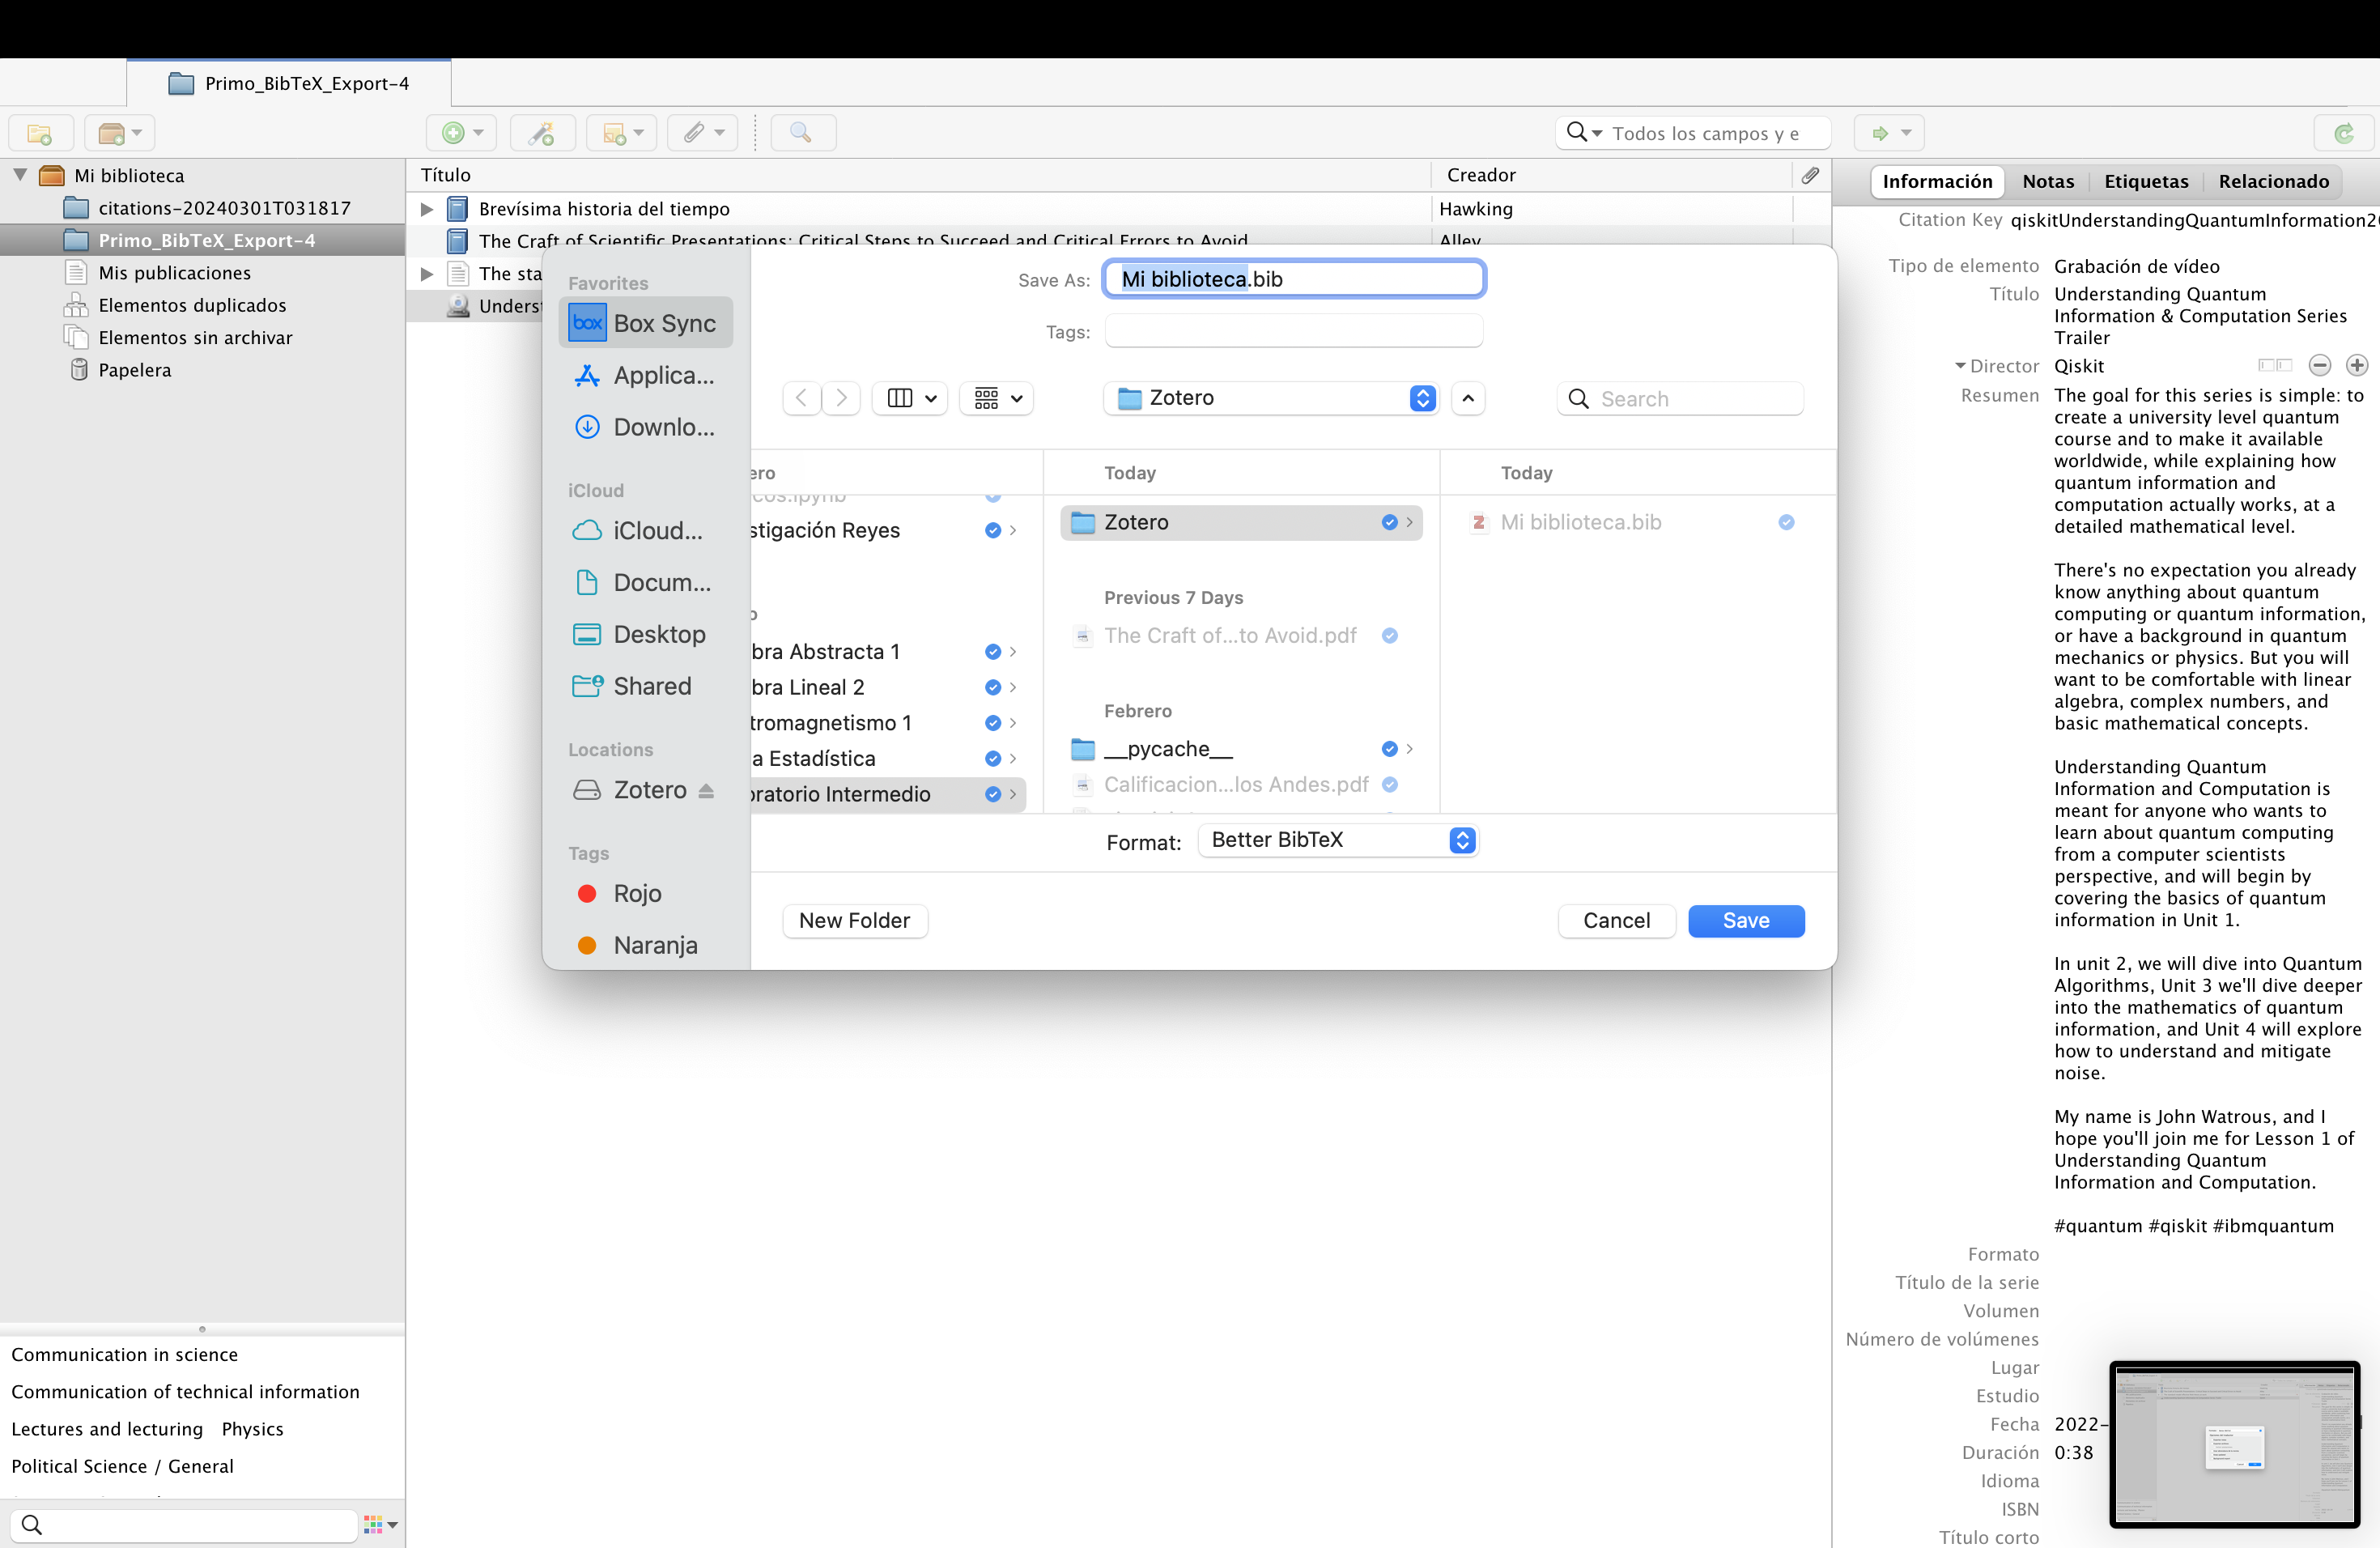 Primo_BibTeX_Export-4
Todos los campos y e
Mi biblioteca
citations-20240301T031817
Primo_BibTeX_Export-4
Mis publicaciones
Elementos duplicados
Elementos sin archivar
Papelera
Título
Creador
Brevísima historia del tiempo
Hawking
The Craft of Scientific Presentations: Critical Steps to Succeed and Critical Errors to Avoid
Alley
The sta
Underst
Favorites
box Box Sync
Applica...
Downlo...
iCloud
iCloud...
Docum...
Desktop
Shared
Locations
Zotero
Tags
Rojo
Naranja
Save As: Mi biblioteca.bib
Tags:
Zotero
Search
ero
cos.ipynb
stigación Reyes
o
bra Abstracta 1
bra Lineal 2
tromagnetismo 1
a Estadística
oratorio Intermedio
Today
Zotero
Previous 7 Days
The Craft of...to Avoid.pdf
Febrero
__pycache__
Calificacion...los Andes.pdf
Today
Mi biblioteca.bib
Format: Better BibTeX
New Folder
Cancel
Save
Información
Notas
Etiquetas
Relacionado
Citation Key qiskitUnderstandingQuantumInformation2
Tipo de elemento Grabación de vídeo
Título Understanding Quantum
Information & Computation Series
Trailer
Director Qiskit
Resumen The goal for this series is simple: to
create a university level quantum
course and to make it available
worldwide, while explaining how
quantum information and
computation actually works, at a
detailed mathematical level.
There's no expectation you already
know anything about quantum
computing or quantum information,
or have a background in quantum
mechanics or physics. But you will
want to be comfortable with linear
algebra, complex numbers, and
basic mathematical concepts.
Understanding Quantum
Information and Computation is
meant for anyone who wants to
learn about quantum computing
from a computer scientists
perspective, and will begin by
covering the basics of quantum
information in Unit 1.
In unit 2, we will dive into Quantum
Algorithms, Unit 3 we'll dive deeper
into the mathematics of quantum
information, and Unit 4 will explore
how to understand and mitigate
noise.
My name is John Watrous, and I
hope you'll join me for Lesson 1 of
Understanding Quantum
Information and Computation.
#quantum #qiskit #ibmquantum
Formato
Título de la serie
Volumen
Número de volúmenes
Lugar
Estudio
Fecha 2022-
Duración 0:38
Idioma
ISBN
Título corto
Communication in science
Communication of technical information
Lectures and lecturing Physics
Political Science / General